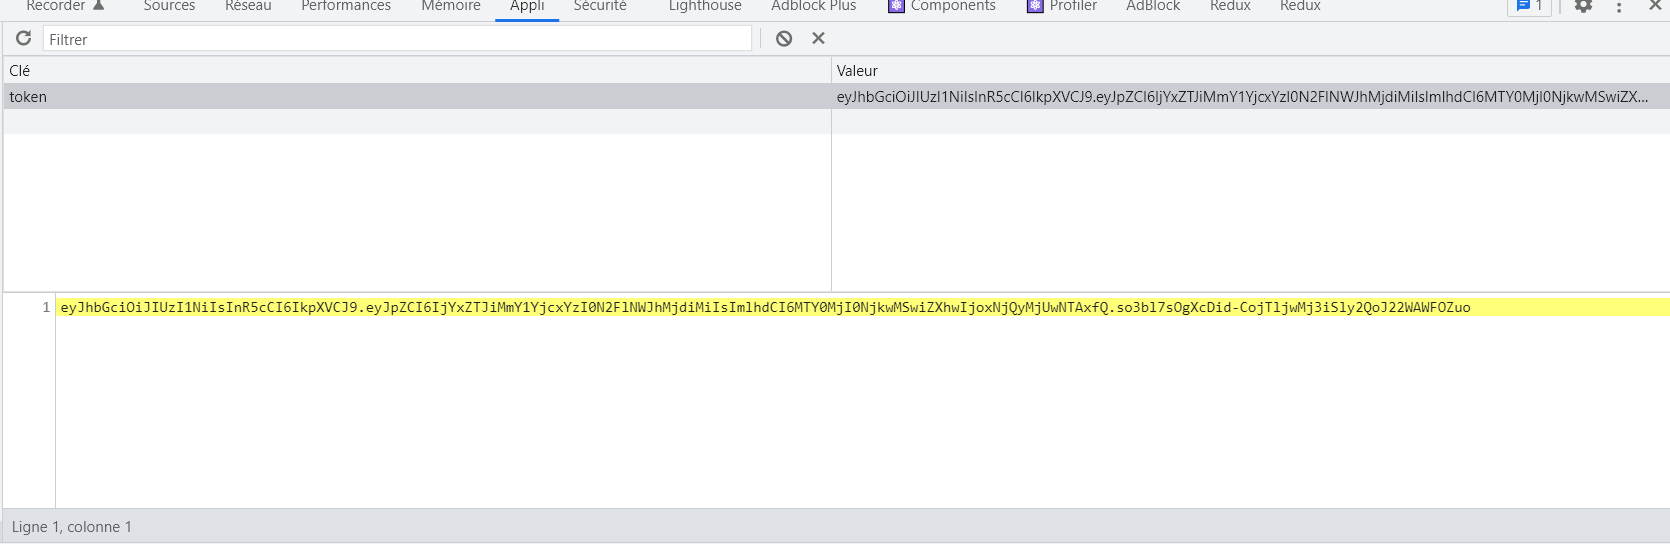 Recorder Sources Réseau Performances Mémoire Appli Sécurité Lighthouse Adblock Plus Components Profiler AdBlock Redux Redux 1
Filtrer
Clé Valeur
token eyJhbGciOiJIUzI1NiIsInR5cCI6IkpXVCJ9.eyJpZCI6IjYxZTJiMmY1YjcxYzI0N2FlNWJhMjdiMiIsImlhdCI6MTY0MjI0NjkwMSwiZX...
1 eyJhbGciOiJIUzI1NiIsInR5cCI6IkpXVCJ9.eyJpZCI6IjYxZTJiMmY1YjcxYzI0N2FlNWJhMjdiMiIsImlhdCI6MTY0MjI0NjkwMSwiZXhwIjoxNjQyMjUwNTAxfQ.so3bl7sOgXcDid-CojTljwMj3iSly2QoJ22WAWFOZuo
Ligne 1, colonne 1